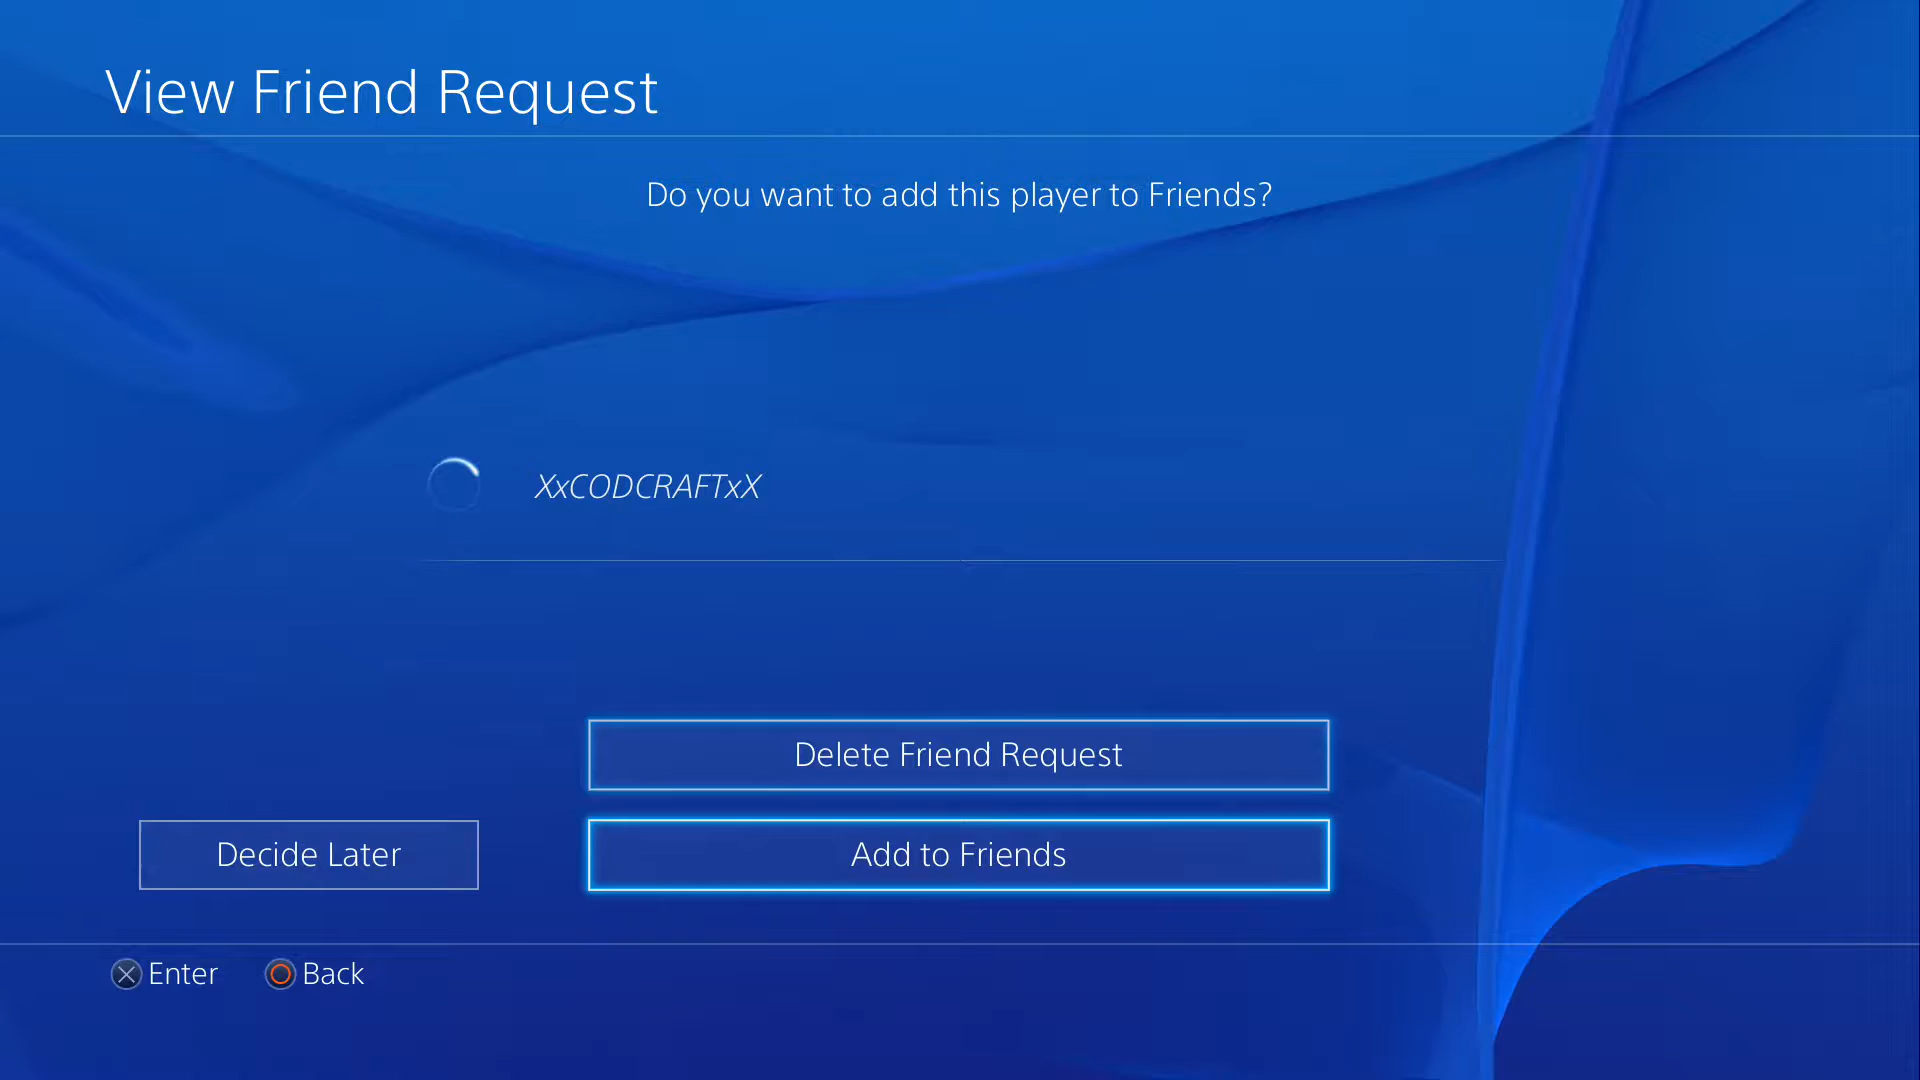 View Friend Request
Do you want to add this player to Friends?
XxCODCRAFTxX
Delete Friend Request
Decide Later
Add to Friends
Enter
Back